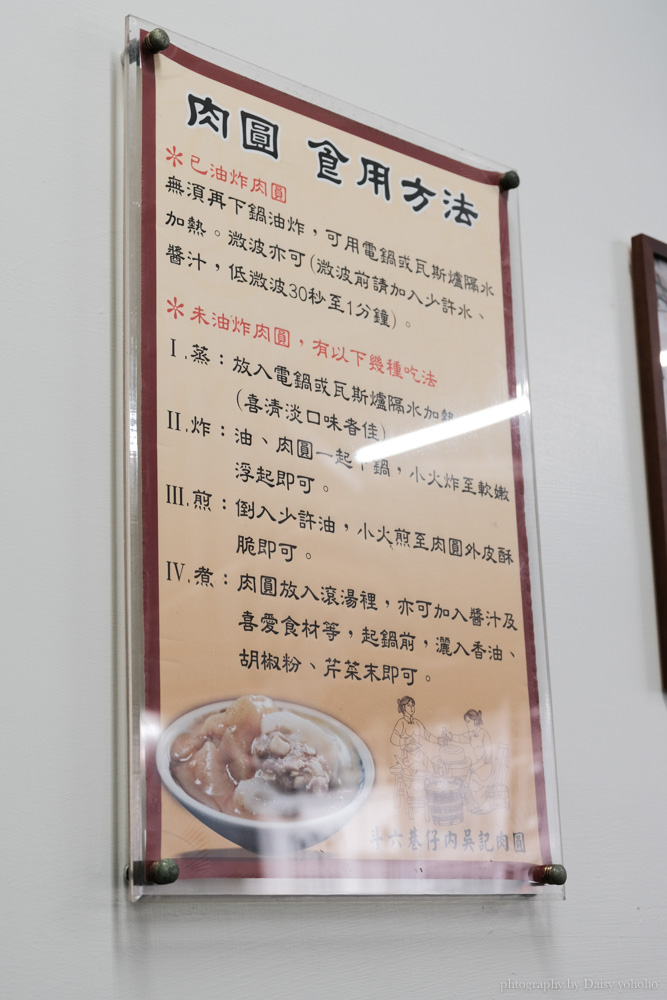 肉圓 食用方法
＊已油炸肉圓
無須再下鍋油炸，可用電鍋或瓦斯爐隔水
加熱。微波亦可(微波前請加入少許水、
醬汁，低微波30秒至1分鐘)。
＊未油炸肉圓，有以下幾種吃法
I.蒸：放入電鍋或瓦斯爐隔水加熱
(喜清淡口味者佳)
II.炸：油、肉圓一起下鍋，小火炸至軟嫩
浮起即可。
III.煎：倒入少許油，小火煎至肉圓外皮酥
脆即可。
IV.煮：肉圓放入滾湯裡，亦可加入醬汁及
喜愛食材等，起鍋前，灑入香油、
胡椒粉、芹菜末即可。
六巷仔內吳記肉圓
phtography by Daisy yohoho